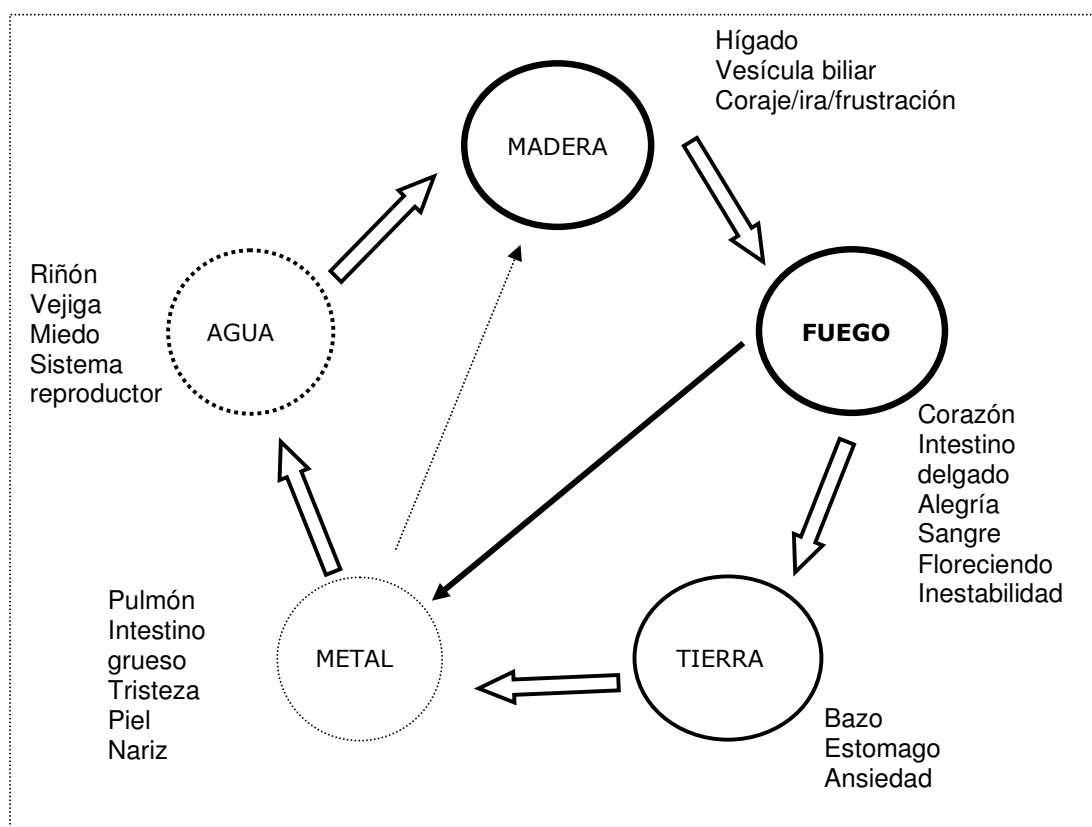 Hígado
Vesícula biliar
Coraje/ira/frustración
MADERA
Riñón
Vejiga
Miedo
Sistema
reproductor
AGUA
FUEGO
Corazón
Intestino
delgado
Alegría
Sangre
Floreciendo
Inestabilidad
Pulmón
Intestino
grueso
Tristeza
Piel
Nariz
METAL
TIERRA
Bazo
Estomago
Ansiedad